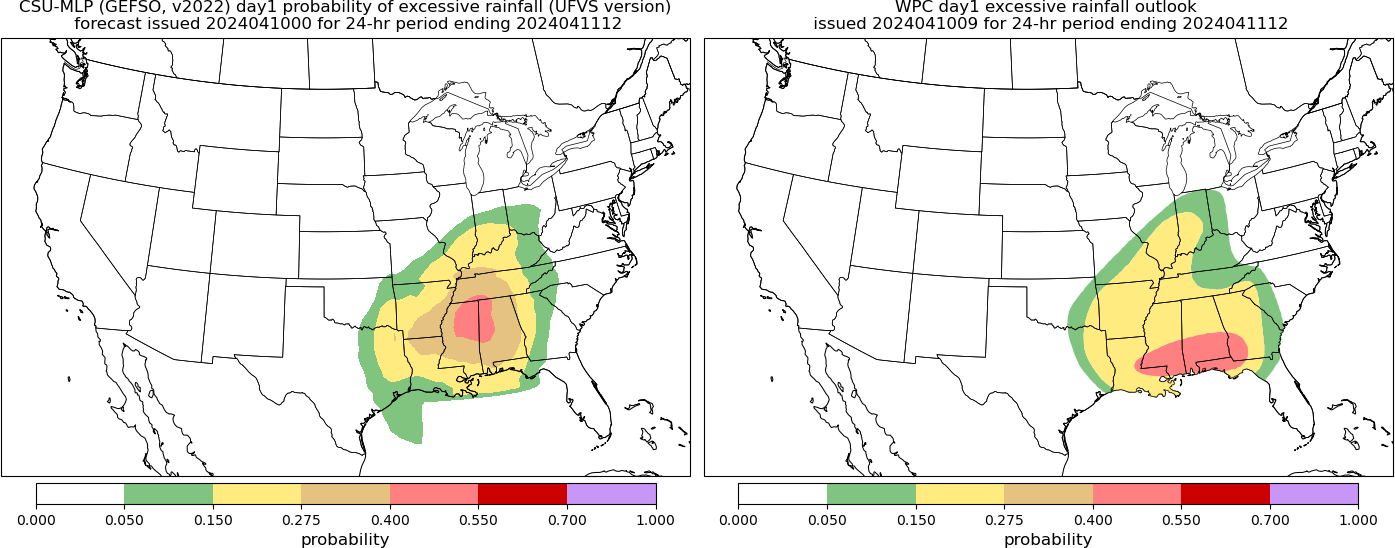 CSU-MLP (GEFSO, v2022) day1 probability of excessive rainfall (UFVS version)
forecast issued 2024041000 for 24-hr period ending 2024041112
0.000 0.050 0.150 0.275 0.400 0.550 0.700 1.000
probability
WPC day1 excessive rainfall outlook
issued 2024041009 for 24-hr period ending 2024041112
0.000 0.050 0.150 0.275 0.400 0.550 0.700 1.000
probability